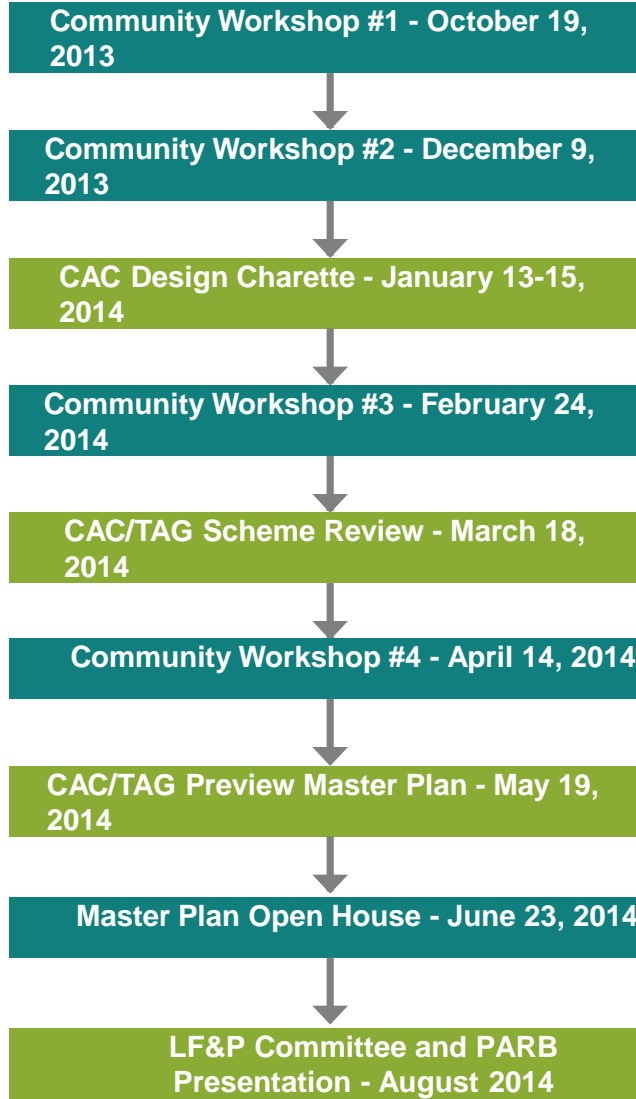 Community Workshop #1 - October 19,
2013
Community Workshop #2 - December 9,
2013
CAC Design Charette - January 13-15,
2014
Community Workshop #3 - February 24,
2014
CAC/TAG Scheme Review - March 18,
2014
Community Workshop #4 - April 14, 2014
CAC/TAG Preview Master Plan - May 19,
2014
Master Plan Open House - June 23, 2014
LF&P Committee and PARB
Presentation - August 2014